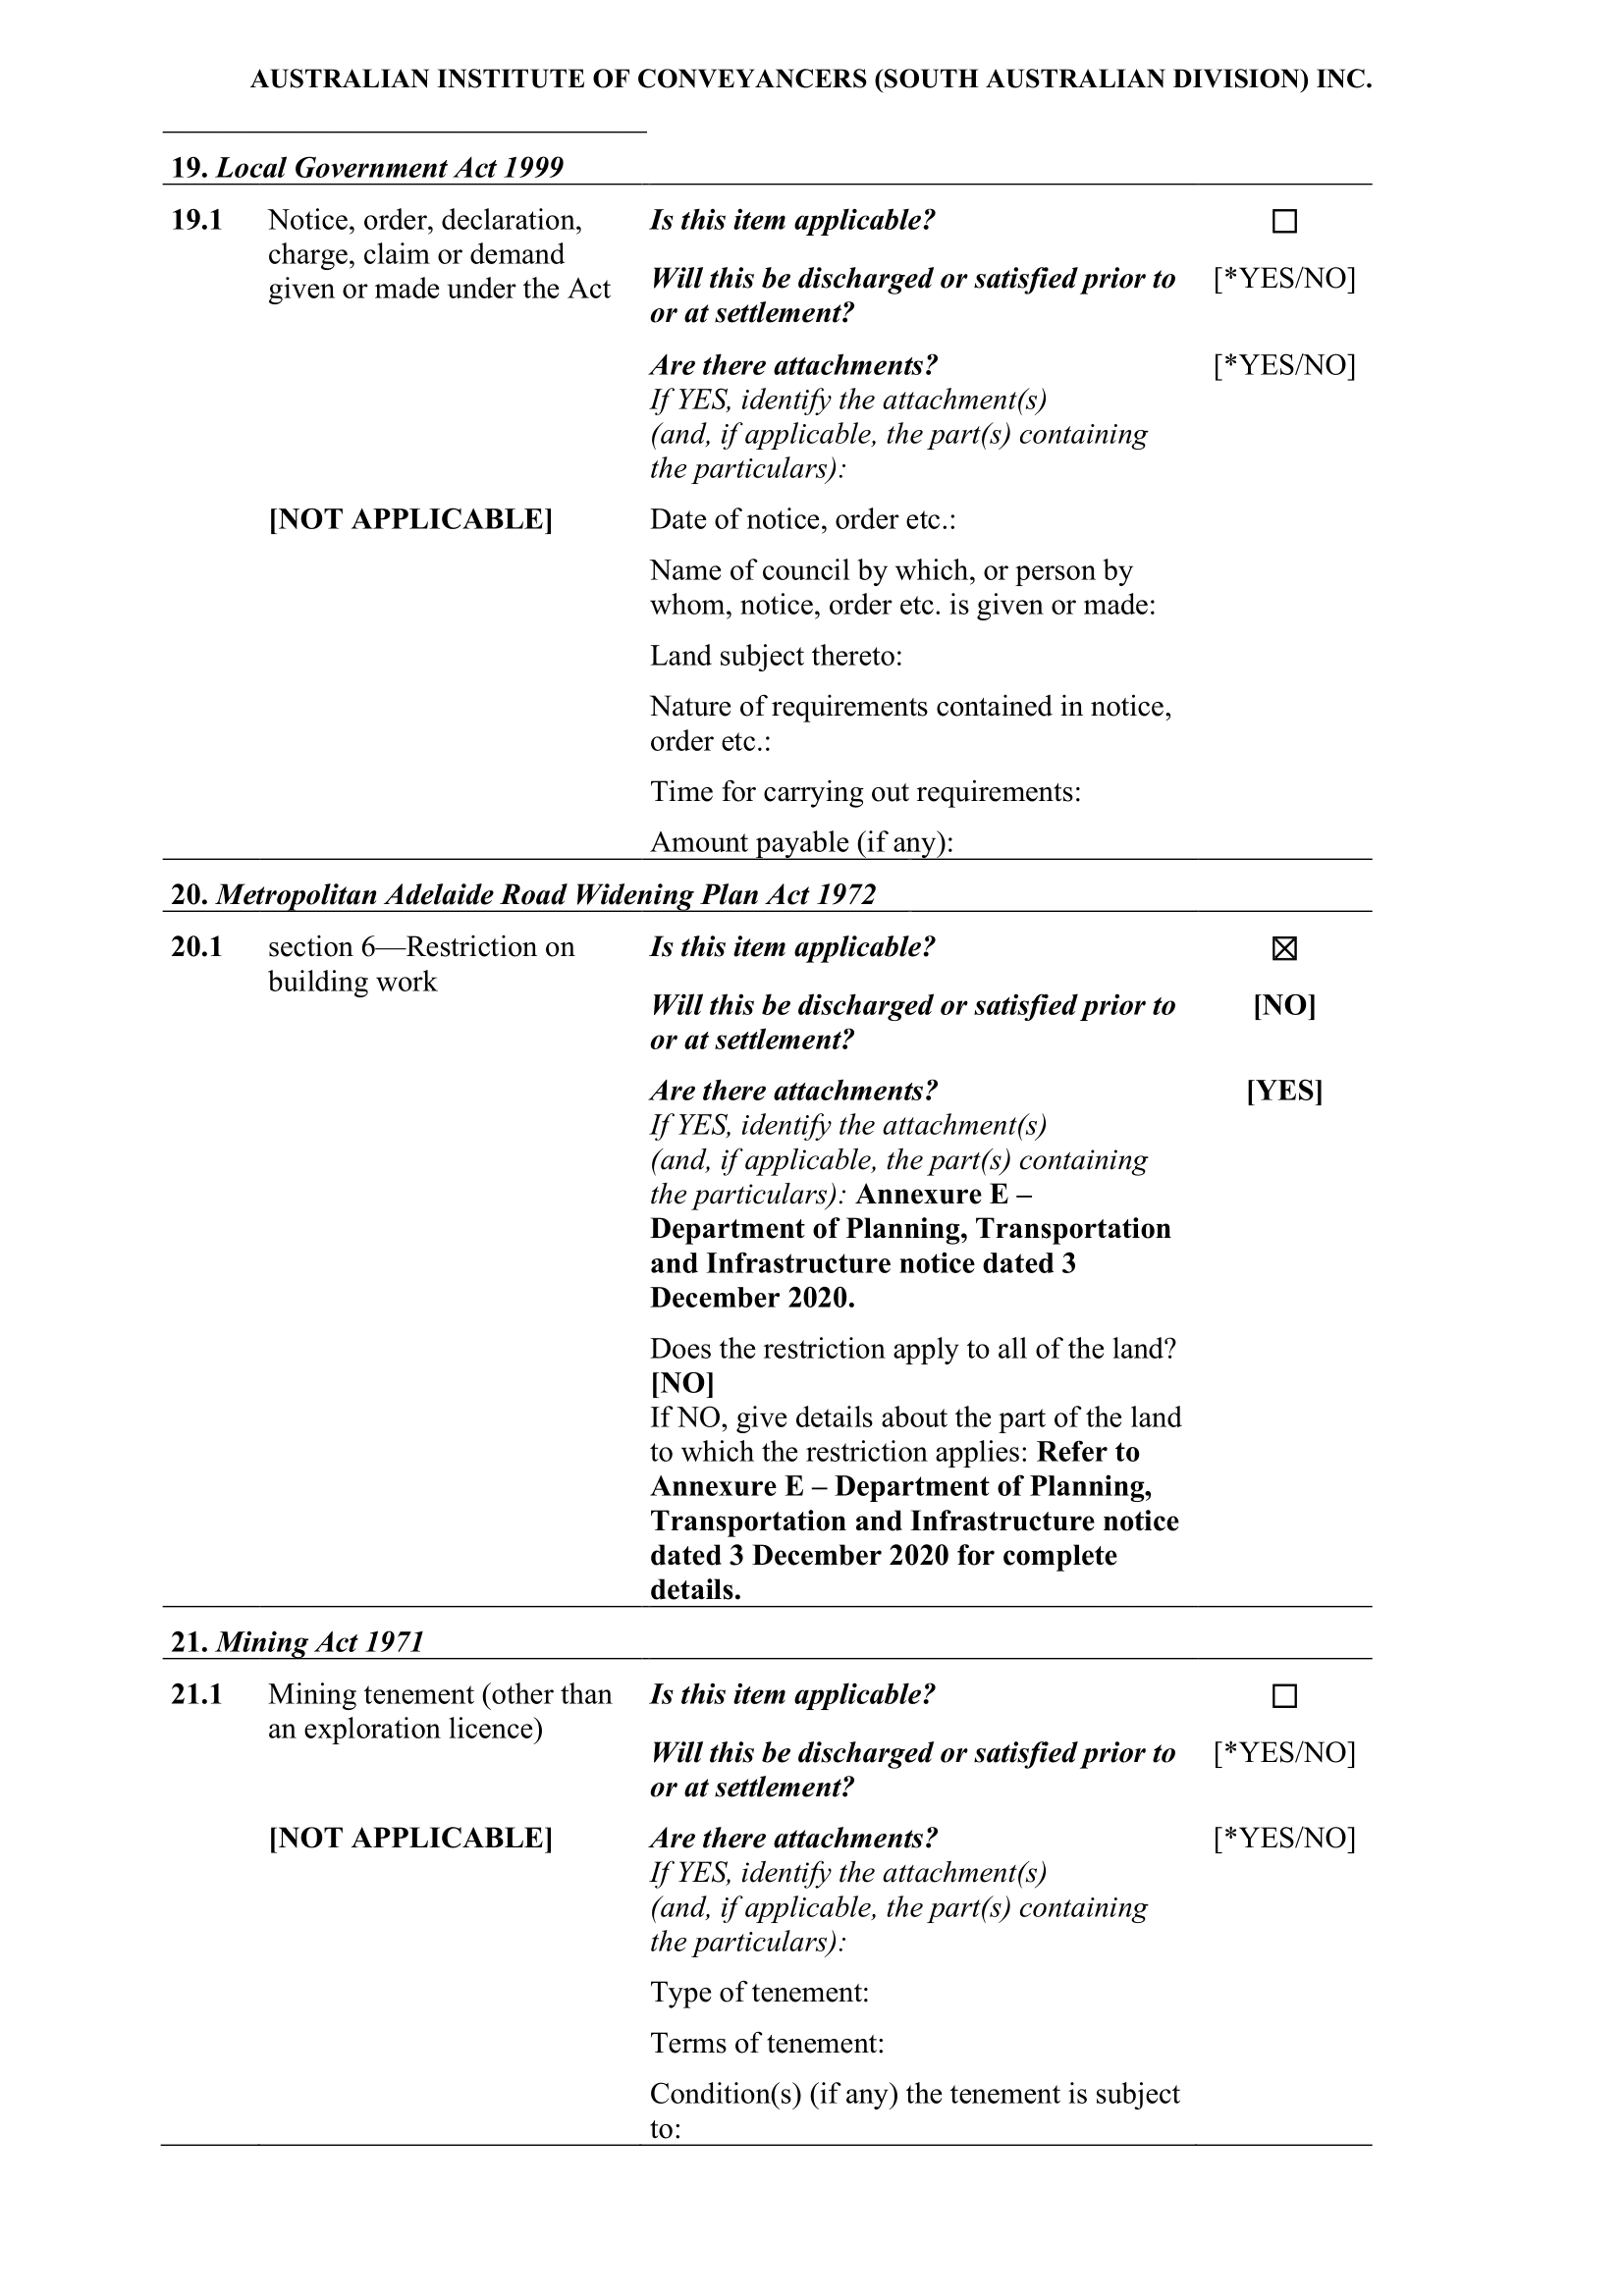 AUSTRALIAN INSTITUTE OF CONVEYANCERS (SOUTH AUSTRALIAN DIVISION) INC.
19. Local Government Act 1999
19.1 Notice, order, declaration, Is this item applicable? ☐
charge, claim or demand
given or made under the Act
Will this be discharged or satisfied prior to [*YES/NO]
or at settlement?
Are there attachments? [*YES/NO]
If YES, identify the attachment(s)
(and, if applicable, the part(s) containing
the particulars):
[NOT APPLICABLE] Date of notice, order etc.:
Name of council by which, or person by
whom, notice, order etc. is given or made:
Land subject thereto:
Nature of requirements contained in notice,
order etc.:
Time for carrying out requirements:
Amount payable (if any):
20. Metropolitan Adelaide Road Widening Plan Act 1972
20.1 section 6—Restriction on Is this item applicable? ☒
building work
Will this be discharged or satisfied prior to [NO]
or at settlement?
Are there attachments? [YES]
If YES, identify the attachment(s)
(and, if applicable, the part(s) containing
the particulars): Annexure E –
Department of Planning, Transportation
and Infrastructure notice dated 3
December 2020.
Does the restriction apply to all of the land?
[NO]
If NO, give details about the part of the land
to which the restriction applies: Refer to
Annexure E – Department of Planning,
Transportation and Infrastructure notice
dated 3 December 2020 for complete
details.
21. Mining Act 1971
21.1 Mining tenement (other than Is this item applicable? ☐
an exploration licence)
Will this be discharged or satisfied prior to [*YES/NO]
or at settlement?
[NOT APPLICABLE] Are there attachments? [*YES/NO]
If YES, identify the attachment(s)
(and, if applicable, the part(s) containing
the particulars):
Type of tenement:
Terms of tenement:
Condition(s) (if any) the tenement is subject
to: